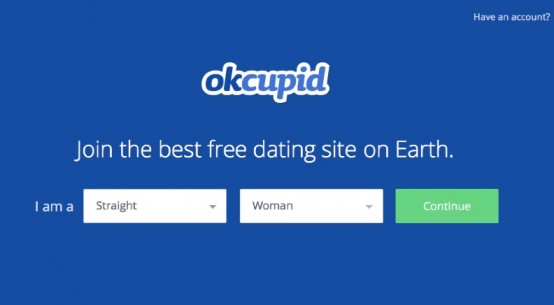 Have an account?
okcupid
Join the best free dating site on Earth.
I am a Straight Woman Continue